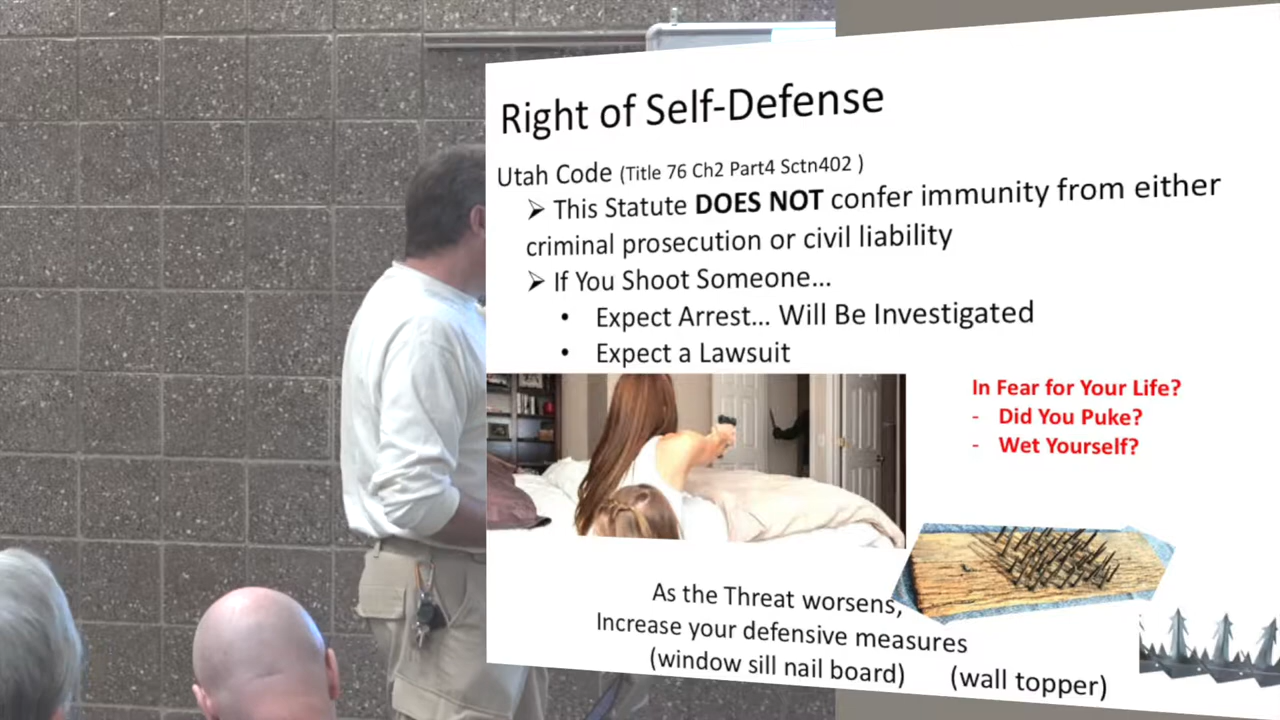 Right of Self-Defense
Utah Code (Title 76 Ch2 Part4 Sctn402 )
➢ This Statute DOES NOT confer immunity from either
criminal prosecution or civil liability
➢ If You Shoot Someone...
• Expect Arrest... Will Be Investigated
• Expect a Lawsuit
In Fear for Your Life?
- Did You Puke?
- Wet Yourself?
As the Threat worsens,
Increase your defensive measures
(window sill nail board) (wall topper)